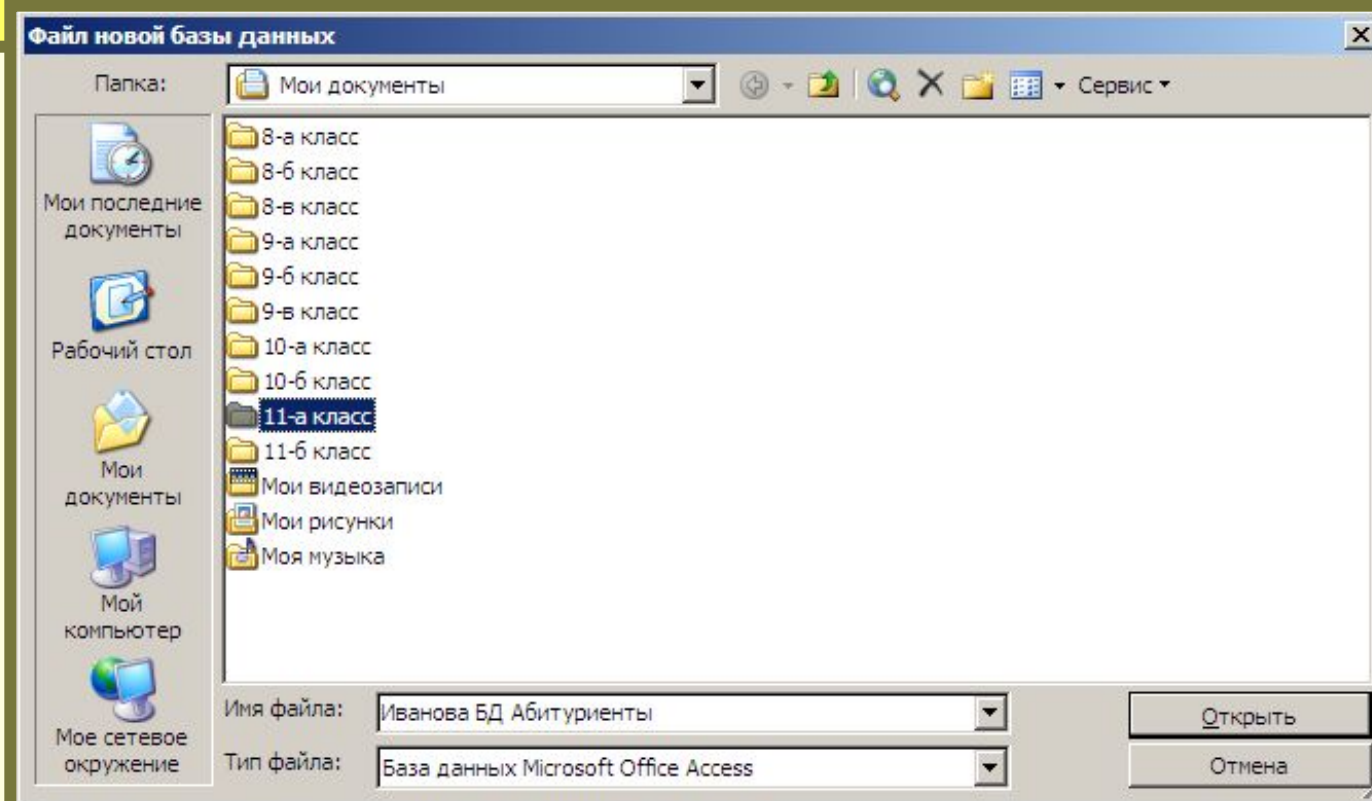 Файл новой базы данных
Папка:
Мои документы
Сервис
Мои последние
документы
Рабочий стол
Мои
документы
Мой
компьютер
Мое сетевое
окружение
8-а класс
8-б класс
8-в класс
9-а класс
9-б класс
9-в класс
10-а класс
10-б класс
11-а класс
11-б класс
Мои видеозаписи
Мои рисунки
Моя музыка
Имя файла:
Иванова БД Абитуриенты
Открыть
Тип файла:
База данных Microsoft Office Access
Отмена